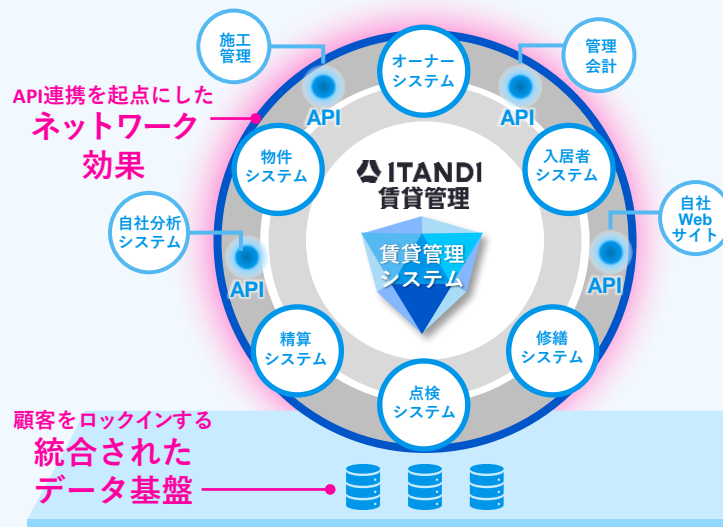 施工
管理
オーナー
システム
管理
会計
API
API
API連携を起点にした
ネットワーク
効果
物件
システム
入居者
システム
ITANDI
賃貸管理
賃貸管理
システム
自社分析
システム
自社
Web
サイト
API
API
精算
システム
修繕
システム
点検
システム
顧客をロックインする
統合された
データ基盤